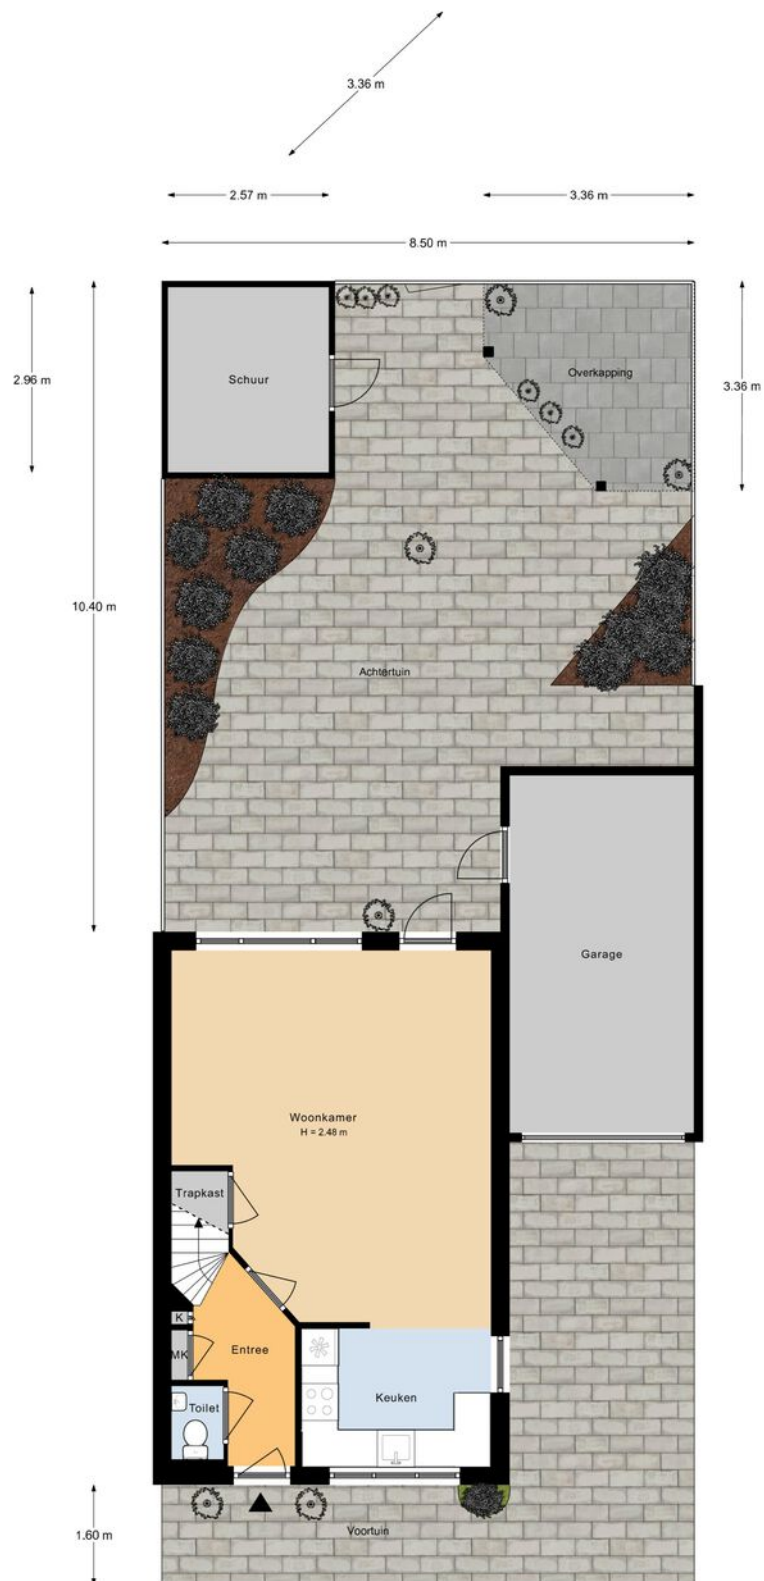 3.36 m
2.57 m
3.36 m
8.50 m
2.96 m
Schuur
Overkapping
3.36 m
10.40 m
Achtertuin
Garage
Woonkamer
H = 2.48 m
Trapkast
K
Entree
MK
Keuken
Toilet
Voortuin
1.60 m